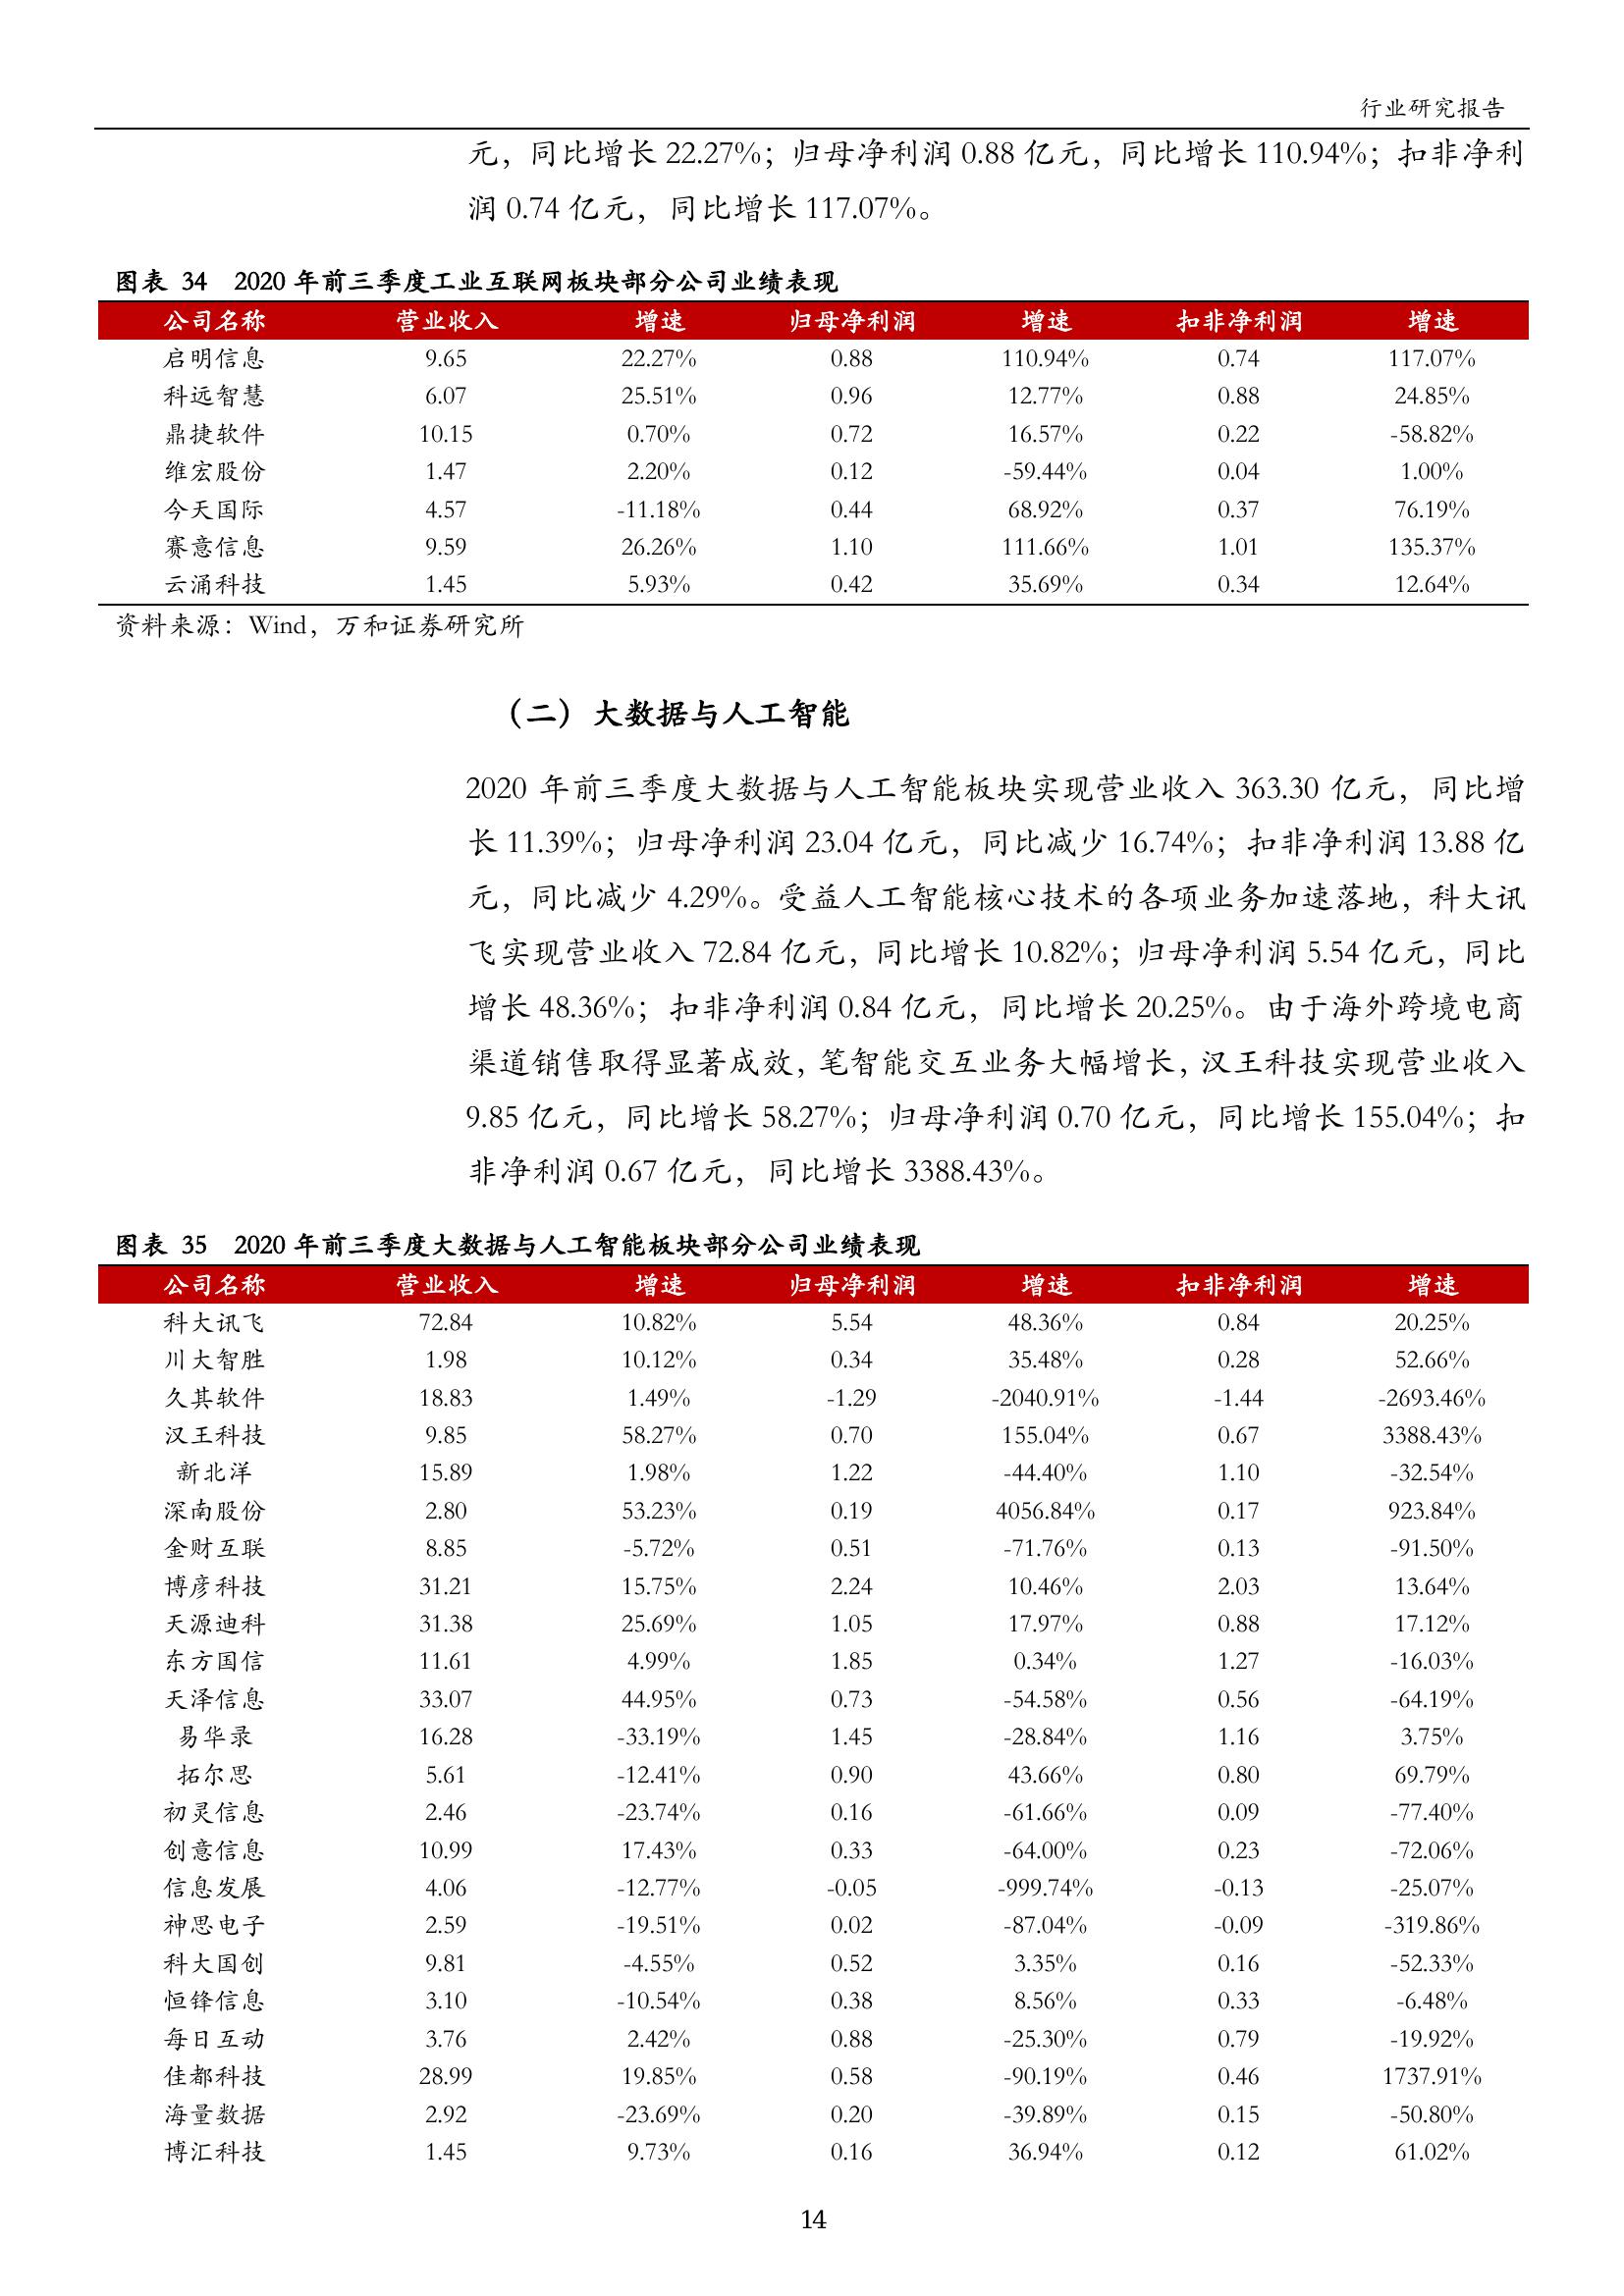 行业研究报告
元，同比增长 22.27%；归母净利润 0.88 亿元，同比增长 110.94%；扣非净利
润 0.74 亿元，同比增长 117.07%。
图表 34 2020 年前三季度工业互联网板块部分公司业绩表现
公司名称 营业收入 增速 归母净利润 增速 扣非净利润 增速
启明信息 9.65 22.27% 0.88 110.94% 0.74 117.07%
科远智慧 6.07 25.51% 0.96 12.77% 0.88 24.85%
鼎捷软件 10.15 0.70% 0.72 16.57% 0.22 -58.82%
维宏股份 1.47 2.20% 0.12 -59.44% 0.04 1.00%
今天国际 4.57 -11.18% 0.44 68.92% 0.37 76.19%
赛意信息 9.59 26.26% 1.10 111.66% 1.01 135.37%
云涌科技 1.45 5.93% 0.42 35.69% 0.34 12.64%
资料来源：Wind，万和证券研究所
（二）大数据与人工智能
2020 年前三季度大数据与人工智能板块实现营业收入 363.30 亿元，同比增
长 11.39%；归母净利润 23.04 亿元，同比减少 16.74%；扣非净利润 13.88 亿
元，同比减少 4.29%。受益人工智能核心技术的各项业务加速落地，科大讯
飞实现营业收入 72.84 亿元，同比增长 10.82%；归母净利润 5.54 亿元，同比
增长 48.36%；扣非净利润 0.84 亿元，同比增长 20.25%。由于海外跨境电商
渠道销售取得显著成效，笔智能交互业务大幅增长，汉王科技实现营业收入
9.85 亿元，同比增长 58.27%；归母净利润 0.70 亿元，同比增长 155.04%；扣
非净利润 0.67 亿元，同比增长 3388.43%。
图表 35 2020 年前三季度大数据与人工智能板块部分公司业绩表现
公司名称 营业收入 增速 归母净利润 增速 扣非净利润 增速
科大讯飞 72.84 10.82% 5.54 48.36% 0.84 20.25%
川大智胜 1.98 10.12% 0.34 35.48% 0.28 52.66%
久其软件 18.83 1.49% -1.29 -2040.91% -1.44 -2693.46%
汉王科技 9.85 58.27% 0.70 155.04% 0.67 3388.43%
新北洋 15.89 1.98% 1.22 -44.40% 1.10 -32.54%
深南股份 2.80 53.23% 0.19 4056.84% 0.17 923.84%
金财互联 8.85 -5.72% 0.51 -71.76% 0.13 -91.50%
博彦科技 31.21 15.75% 2.24 10.46% 2.03 13.64%
天源迪科 31.38 25.69% 1.05 17.97% 0.88 17.12%
东方国信 11.61 4.99% 1.85 0.34% 1.27 -16.03%
天泽信息 33.07 44.95% 0.73 -54.58% 0.56 -64.19%
易华录 16.28 -33.19% 1.45 -28.84% 1.16 3.75%
拓尔思 5.61 -12.41% 0.90 43.66% 0.80 69.79%
初灵信息 2.46 -23.74% 0.16 -61.66% 0.09 -77.40%
创意信息 10.99 17.43% 0.33 -64.00% 0.23 -72.06%
信息发展 4.06 -12.77% -0.05 -999.74% -0.13 -25.07%
神思电子 2.59 -19.51% 0.02 -87.04% -0.09 -319.86%
科大国创 9.81 -4.55% 0.52 3.35% 0.16 -52.33%
恒锋信息 3.10 -10.54% 0.38 8.56% 0.33 -6.48%
每日互动 3.76 2.42% 0.88 -25.30% 0.79 -19.92%
佳都科技 28.99 19.85% 0.58 -90.19% 0.46 1737.91%
海量数据 2.92 -23.69% 0.20 -39.89% 0.15 -50.80%
博汇科技 1.45 9.73% 0.16 36.94% 0.12 61.02%
14